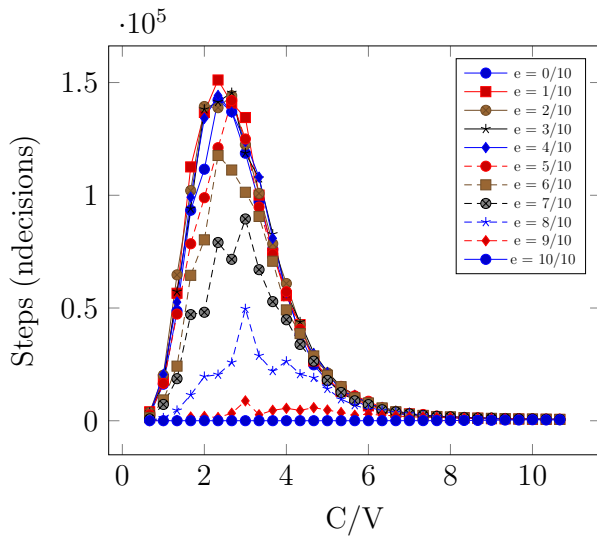 ·10^5
1.5
1
0.5
0
0 2 4 6 8 10
C/V
Steps (ndecisions)
e = 0/10
e = 1/10
e = 2/10
e = 3/10
e = 4/10
e = 5/10
e = 6/10
e = 7/10
e = 8/10
e = 9/10
e = 10/10